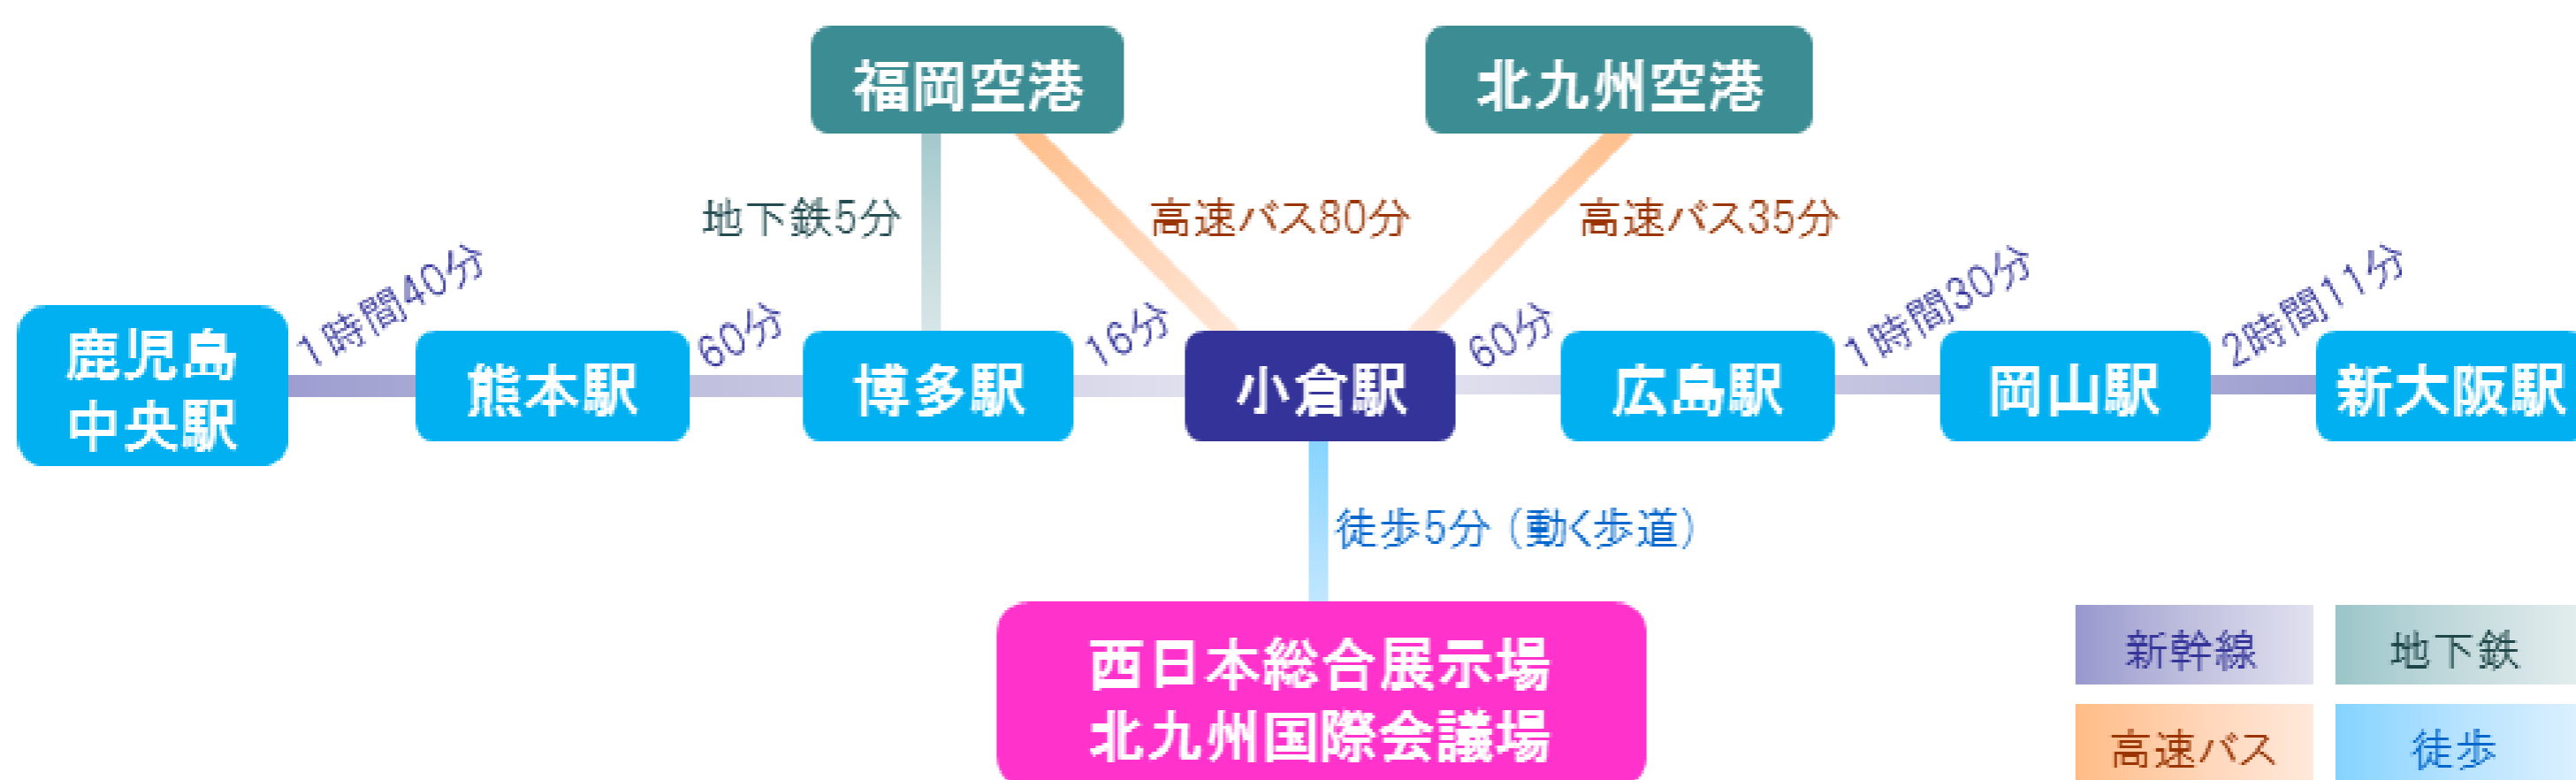 福岡空港
北九州空港
地下鉄5分
高速バス80分
高速バス35分
1時間40分
60分
16分
60分
1時間30分
2時間11分
鹿児島
中央駅
熊本駅
博多駅
小倉駅
広島駅
岡山駅
新大阪駅
徒歩5分（動く歩道）
西日本総合展示場
北九州国際会議場
新幹線
地下鉄
高速バス
徒歩